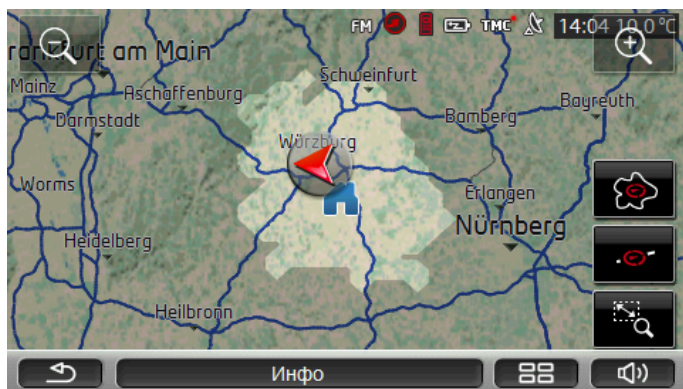 FM TMC 14:04 10,0 °C
rankfurt am Main
Schweinfurt
Mainz
Aschaffenburg
Bamberg
Bayreuth
Darmstadt
Würzburg
Worms
Erlangen
Nürnberg
Heidelberg
Heilbronn
Инфо